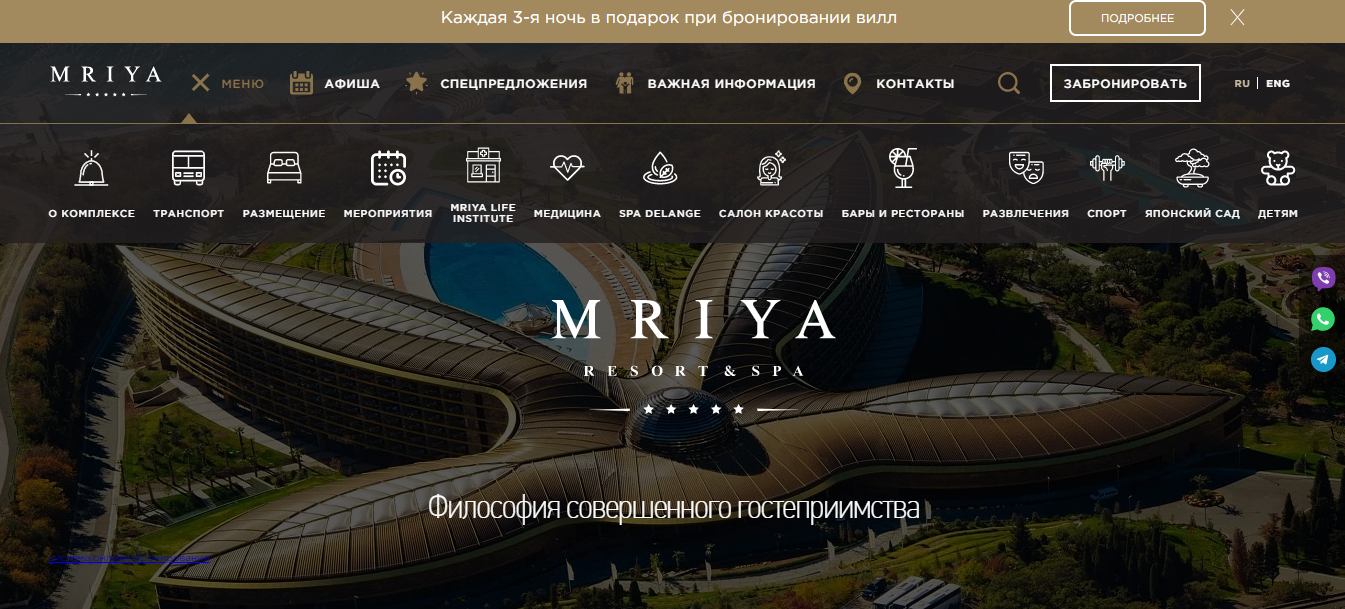 Каждая 3-я ночь в подарок при бронировании вилл
ПОДРОБНЕЕ
MRIYA
МЕНЮ
АФИША
СПЕЦПРЕДЛОЖЕНИЯ
ВАЖНАЯ ИНФОРМАЦИЯ
КОНТАКТЫ
ЗАБРОНИРОВАТЬ
RU | ENG
О КОМПЛЕКСЕ
ТРАНСПОРТ
РАЗМЕЩЕНИЕ
МЕРОПРИЯТИЯ
MRIYA LIFE
INSTITUTE
МЕДИЦИНА
SPA DELANGE
САЛОН КРАСОТЫ
БАРЫ И РЕСТОРАНЫ
РАЗВЛЕЧЕНИЯ
СПОРТ
ЯПОНСКИЙ САД
ДЕТЯМ
MRIYA
RESORT & SPA
Философия совершенного гостеприимства